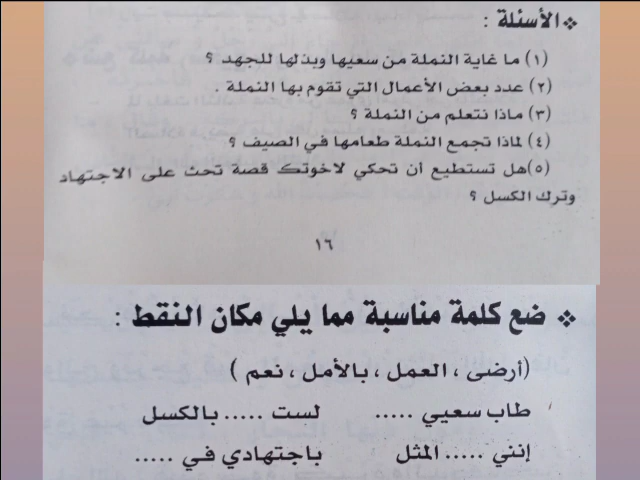 ❖ الأسئلة :
(١) ما غاية النملة من سعيها وبذلها للجهد ؟
(٢) عدد بعض الأعمال التي تقوم بها النملة .
(٣) ماذا نتعلم من النملة ؟
(٤) لماذا تجمع النملة طعامها في الصيف ؟
(٥) هل تستطيع أن تحكي لاخوتك قصة تحث على الاجتهاد
وترك الكسل ؟
١٦
❖ ضع كلمة مناسبة مما يلي مكان النقط :
(أرضى ، العمل ، بالأمل ، نعم )
طاب سعيي ..... لست ..... بالكسل
إنني ..... المثل باجتهادي في .....